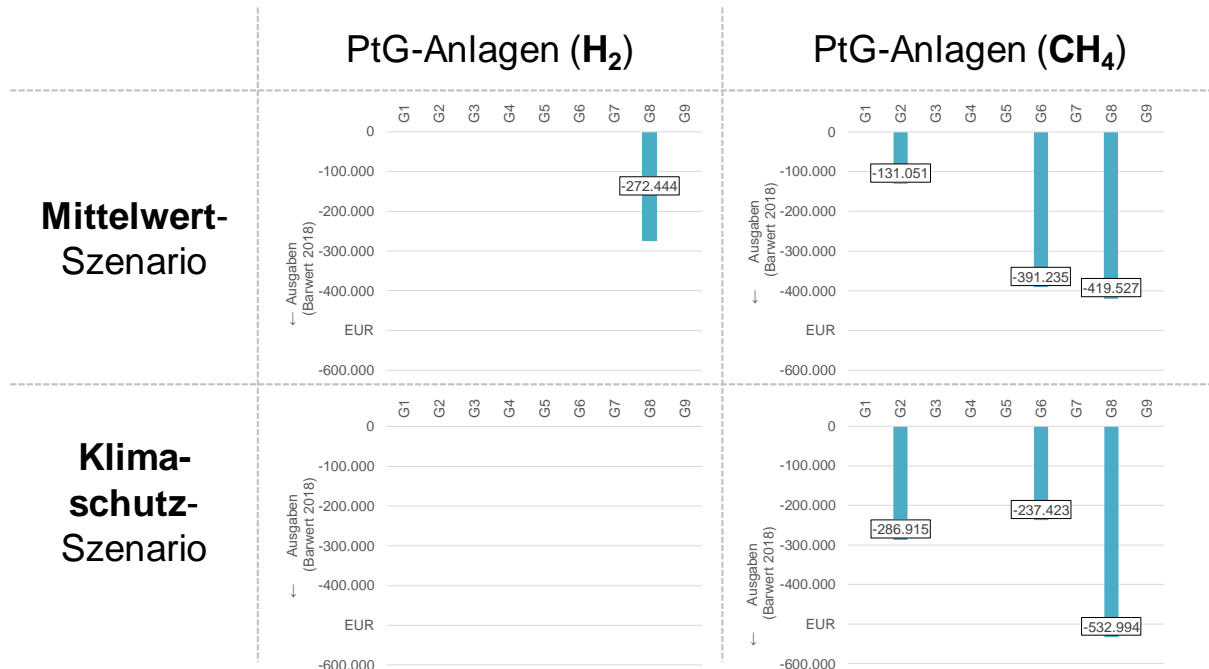 PtG-Anlagen (H₂)
PtG-Anlagen (CH₄)
Mittelwert-
Szenario
G1 G2 G3 G4 G5 G6 G7 G8 G9
0
-100.000
-200.000
-300.000
-400.000
EUR
-600.000
← Ausgaben
(Barwert 2018)
-272.444
G1 G2 G3 G4 G5 G6 G7 G8 G9
0
-100.000
-200.000
-300.000
-400.000
EUR
-600.000
← Ausgaben
(Barwert 2018)
-131.051
-391.235
-419.527
Klima-
schutz-
Szenario
G1 G2 G3 G4 G5 G6 G7 G8 G9
0
-100.000
-200.000
-300.000
-400.000
EUR
-600.000
← Ausgaben
(Barwert 2018)
G1 G2 G3 G4 G5 G6 G7 G8 G9
0
-100.000
-200.000
-300.000
-400.000
EUR
-600.000
← Ausgaben
(Barwert 2018)
-286.915
-237.423
-532.994